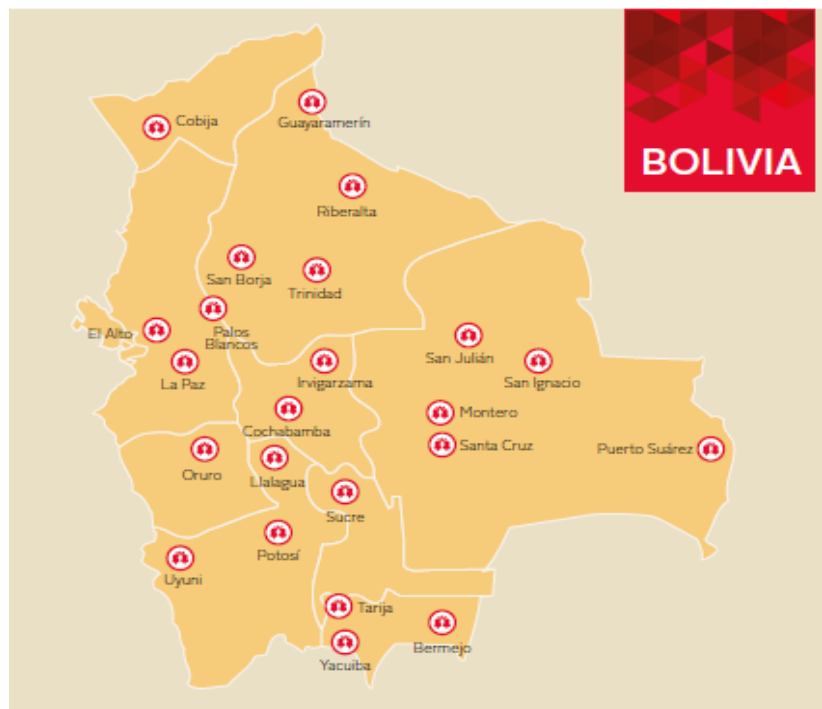 BOLIVIA
Cobija
Guayaramerín
Riberalta
San Borja
Trinidad
El Alto
Palos
Blancos
La Paz
Irvigarzama
San Julián
San Ignacio
Cochabamba
Montero
Santa Cruz
Puerto Suárez
Oruro
Llalagua
Sucre
Potosí
Uyuni
Tarija
Yacuiba
Bermejo